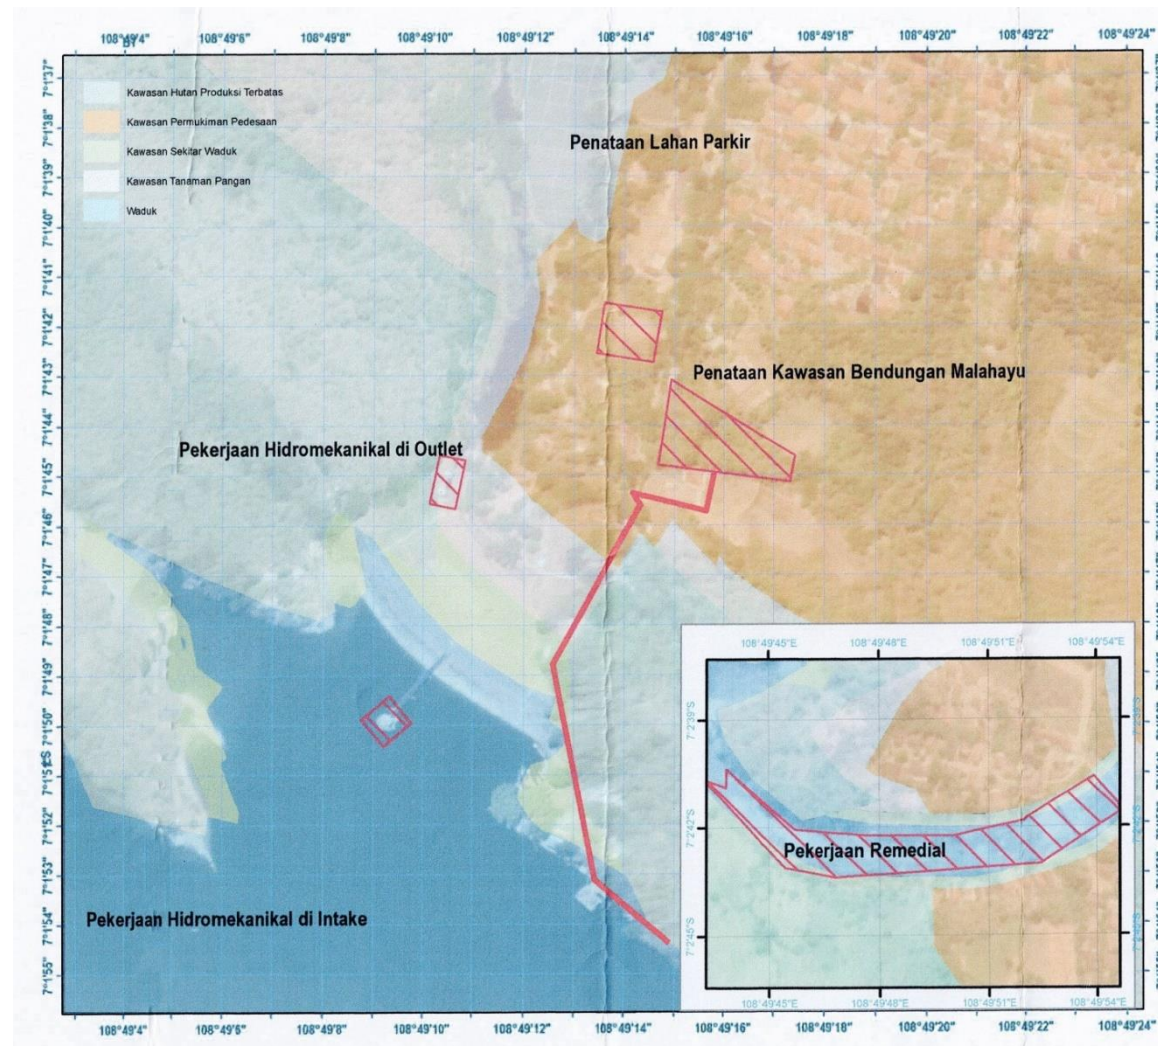 108°49'4" 108°49'6" 108°49'8" 108°49'10" 108°49'12" 108°49'14" 108°49'16" 108°49'18" 108°49'20" 108°49'22" 108°49'24"
7°1'37"
7°1'38"
7°1'39"
7°1'40"
7°1'41"
7°1'42"
7°1'43"
7°1'44"
7°1'45"
7°1'46"
7°1'47"
7°1'48"
7°1'49"
7°1'50"
7°1'52"
7°1'53"
7°1'54"
7°1'55"
Kawasan Hutan Produksi Terbatas
Kawasan Permukiman Pedesaan
Kawasan Sekitar Waduk
Kawasan Tanaman Pangan
Waduk
Penataan Lahan Parkir
Penataan Kawasan Bendungan Malahayu
Pekerjaan Hidromekanikal di Outlet
Pekerjaan Hidromekanikal di Intake
108°49'45"E 108°49'48"E 108°49'51"E 108°49'54"E
7°2'39"S
7°2'42"S
7°2'45"S
Pekerjaan Remedial
108°49'45"E 108°49'48"E 108°49'51"E 108°49'54"E
108°49'4" 108°49'6" 108°49'8" 108°49'10" 108°49'12" 108°49'14" 108°49'16" 108°49'18" 108°49'20" 108°49'22" 108°49'24"